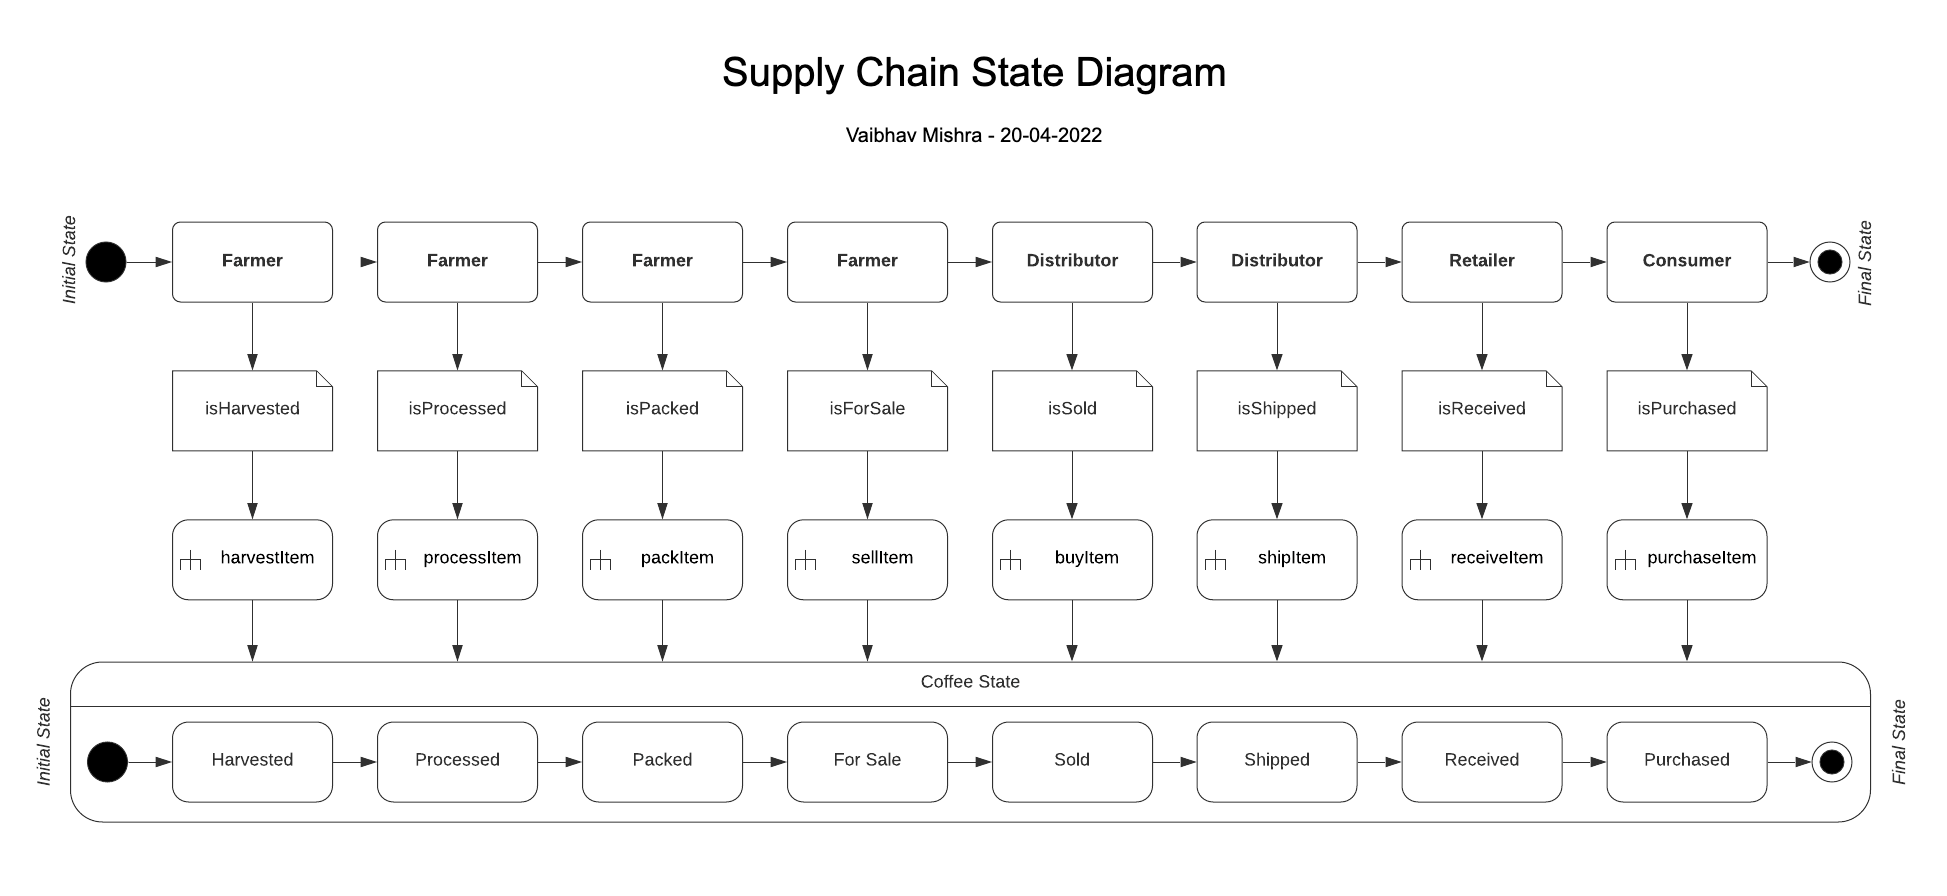 Supply Chain State Diagram
Vaibhav Mishra - 20-04-2022
Initial State
Farmer
Farmer
Farmer
Farmer
Distributor
Distributor
Retailer
Consumer
Final State
isHarvested
isProcessed
isPacked
isForSale
isSold
isShipped
isReceived
isPurchased
harvestItem
processItem
packItem
sellItem
buyItem
shipItem
receiveItem
purchaseItem
Coffee State
Initial State
Harvested
Processed
Packed
For Sale
Sold
Shipped
Received
Purchased
Final State